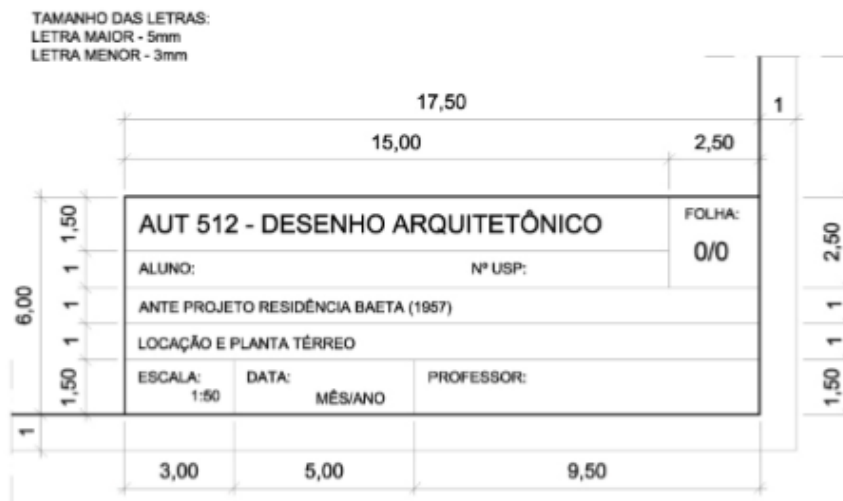 TAMANHO DAS LETRAS:
LETRA MAIOR - 5mm
LETRA MENOR - 3mm
17,50
1
15,00
2,50
6,00
1,50
1
1
1
1,50
1
AUT 512 - DESENHO ARQUITETÔNICO
FOLHA:
0/0
ALUNO:
Nº USP:
ANTE PROJETO RESIDÊNCIA BAETA (1957)
LOCAÇÃO E PLANTA TÉRREO
ESCALA:
1:50
DATA:
MÊS/ANO
PROFESSOR:
2,50
1
1
1,50
3,00
5,00
9,50